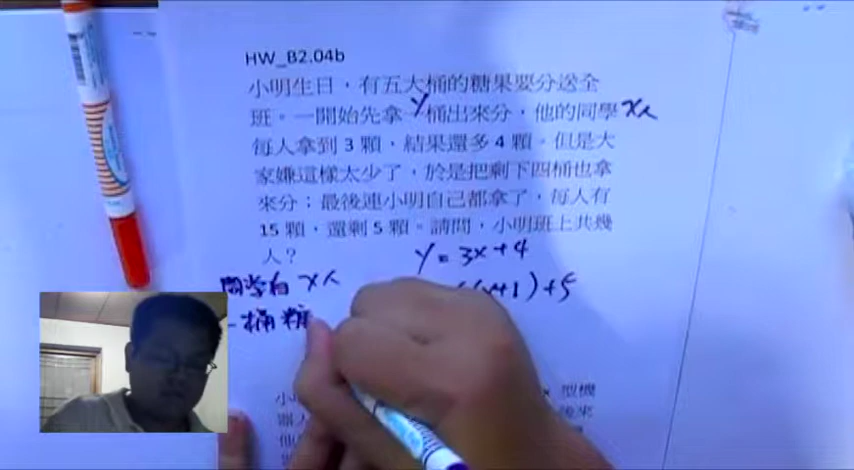 HW_B2.04b
小明生日，有五大桶的糖果要分送全
班。一開始先拿一桶出來分，他的同學 x人
y
每人拿到 3 顆，結果還多 4 顆。但是大
家嫌這樣太少了，於是把剩下四桶也拿
來分；最後連小明自己都拿了，每人有
15 顆，還剩 5 顆。請問，小明班上共幾
人？
y = 3x + 4
同學有 x人
(x+1)+5
一桶糖
型機
後來